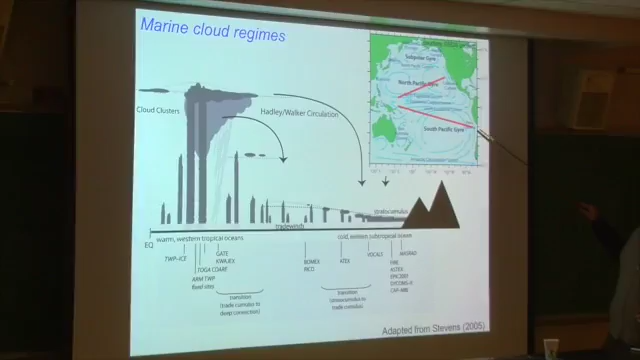 Marine cloud regimes
Subpolar Gyre
North Pacific Gyre
South Pacific Gyre
Cloud Clusters
Hadley/Walker Circulation
stratocumulus
tradewinds
EQ
warm, western tropical oceans
cold, eastern subtropical ocean
TWP-ICE
TOGA COARE
ARM TWP
fixed sites
GATE
KWAJEX
transition
(trade cumulus to
deep convection)
BOMEX
RICO
ATEX
VOCALS
transition
(stratocumulus to
trade cumulus)
FIRE
ASTEX
EPIC2001
DYCOMS-II
Adapted from Stevens (2005)